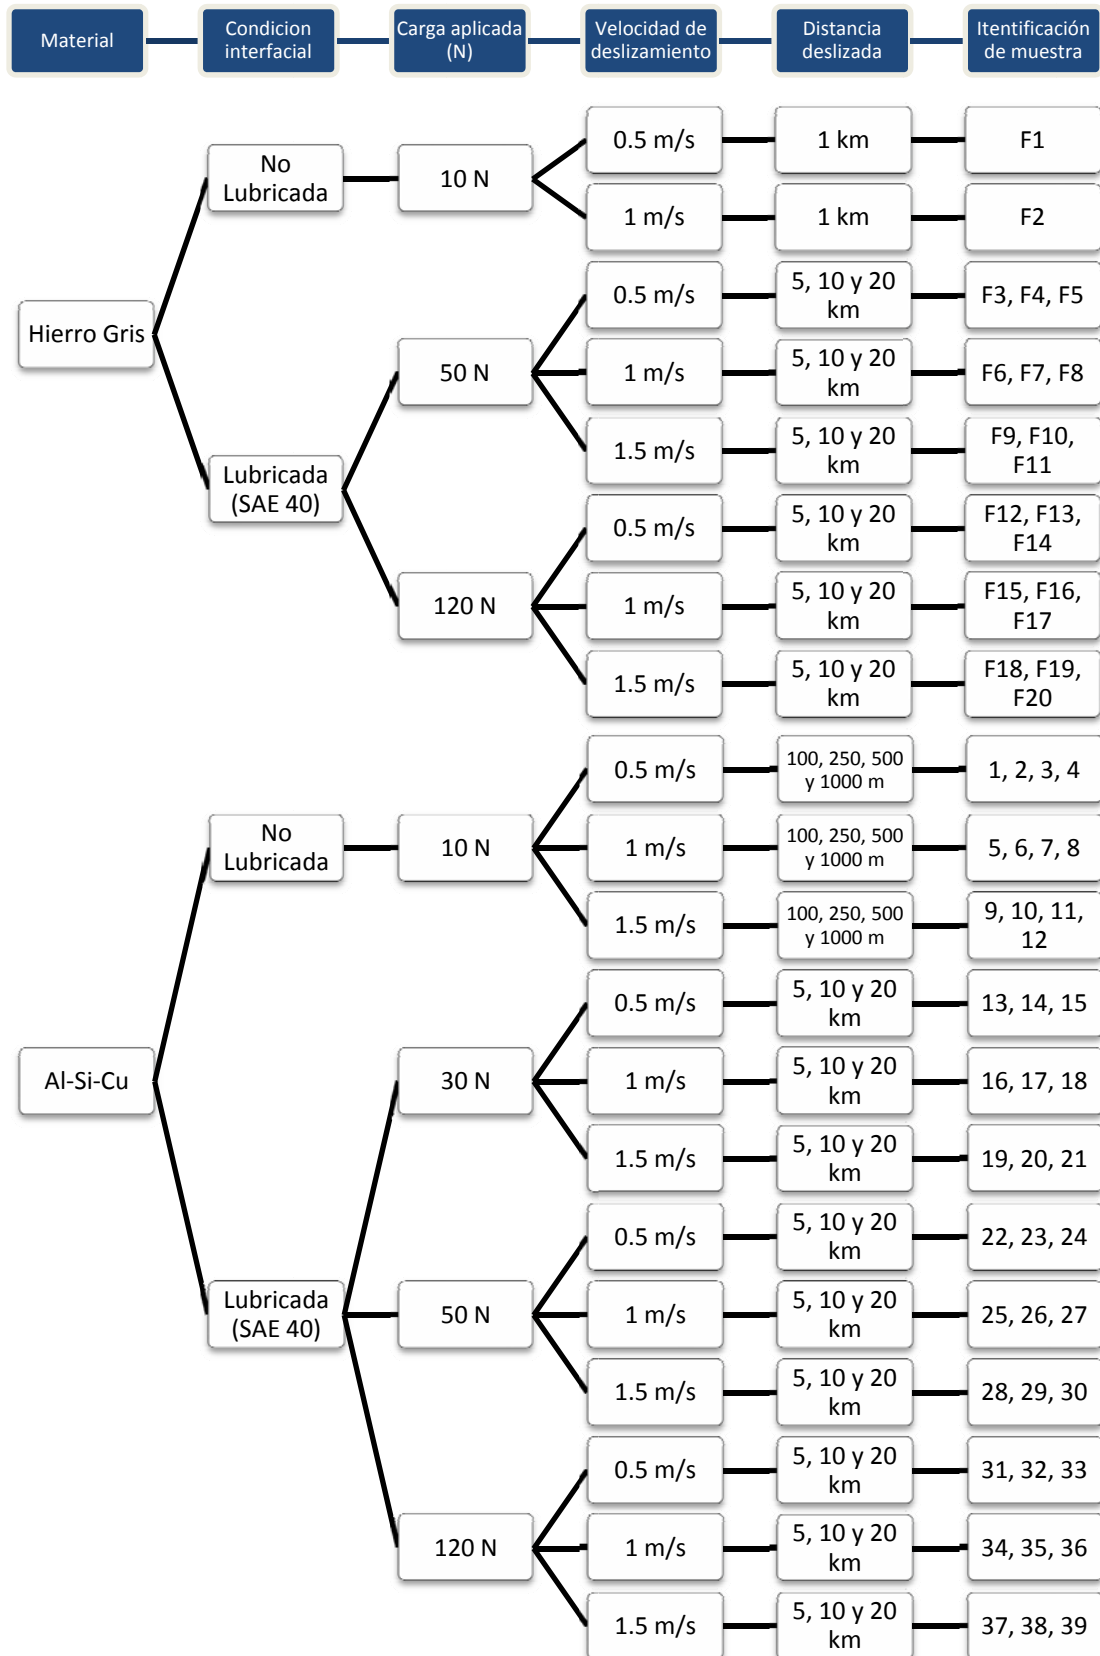 Material
Condicion
interfacial
Carga aplicada
(N)
Velocidad de
deslizamiento
Distancia
deslizada
Itentificación
de muestra
Hierro Gris
No
Lubricada
10 N
0.5 m/s
1 km
F1
1 m/s
1 km
F2
Lubricada
(SAE 40)
50 N
0.5 m/s
5, 10 y 20
km
F3, F4, F5
1 m/s
5, 10 y 20
km
F6, F7, F8
1.5 m/s
5, 10 y 20
km
F9, F10,
F11
120 N
0.5 m/s
5, 10 y 20
km
F12, F13,
F14
1 m/s
5, 10 y 20
km
F15, F16,
F17
1.5 m/s
5, 10 y 20
km
F18, F19,
F20
Al-Si-Cu
No
Lubricada
10 N
0.5 m/s
100, 250, 500
y 1000 m
1, 2, 3, 4
1 m/s
100, 250, 500
y 1000 m
5, 6, 7, 8
1.5 m/s
100, 250, 500
y 1000 m
9, 10, 11,
12
Lubricada
(SAE 40)
30 N
0.5 m/s
5, 10 y 20
km
13, 14, 15
1 m/s
5, 10 y 20
km
16, 17, 18
1.5 m/s
5, 10 y 20
km
19, 20, 21
50 N
0.5 m/s
5, 10 y 20
km
22, 23, 24
1 m/s
5, 10 y 20
km
25, 26, 27
1.5 m/s
5, 10 y 20
km
28, 29, 30
120 N
0.5 m/s
5, 10 y 20
km
31, 32, 33
1 m/s
5, 10 y 20
km
34, 35, 36
1.5 m/s
5, 10 y 20
km
37, 38, 39